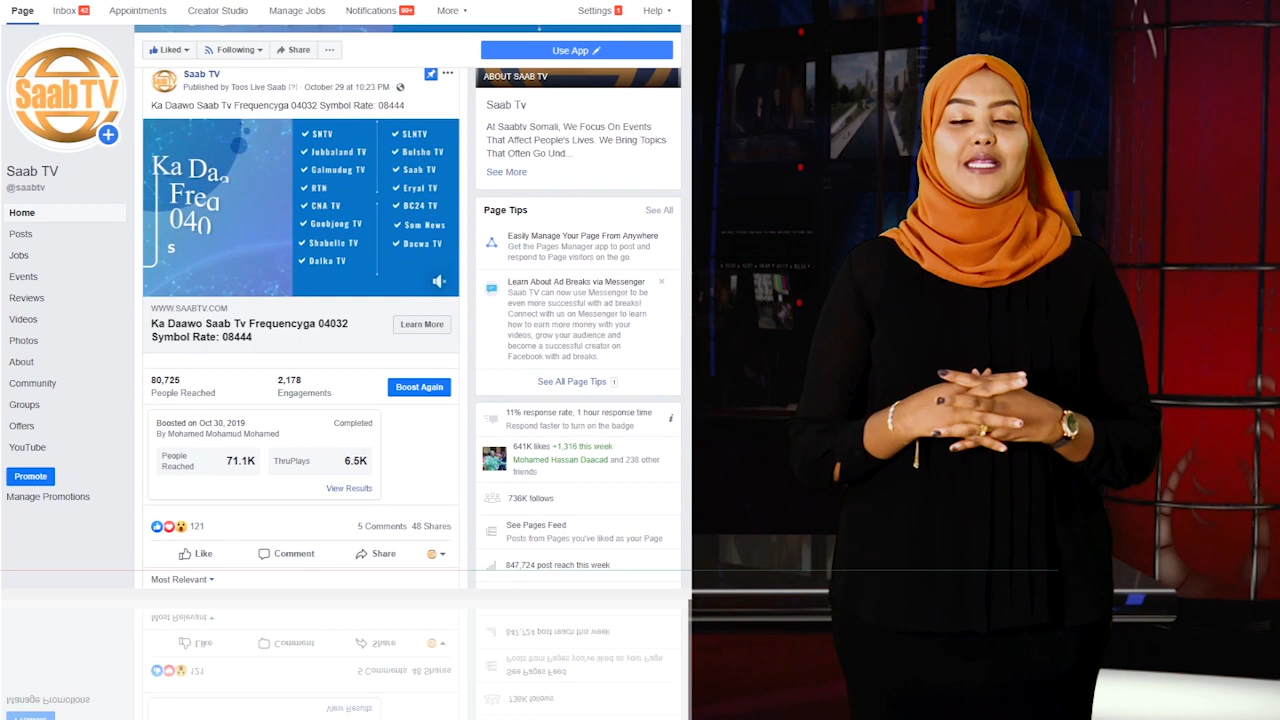 Page
Inbox 42
Appointments
Creator Studio
Manage Jobs
Notifications 99+
More
Settings 1
Help
SaabTV
Saab TV
@saabtv
Home
Posts
Jobs
Events
Reviews
Videos
Photos
About
Community
Groups
Offers
YouTube
Promote
Manage Promotions
Liked
Following
Share
Use App
Saab TV
Published by Toos Live Saab [?] · October 29 at 10:23 PM ·
Ka Daawo Saab Tv Frequencyga 04032 Symbol Rate: 08444
Ka Daa
Freq
040
s
SNTV
Jubbaland TV
Galmudug TV
RTN
CNA TV
Goobjoog TV
Shabelle TV
Dalka TV
SLNTV
Bulsho TV
Saab TV
Eryal TV
BC24 TV
Som News
Dacwa TV
WWW.SAABTV.COM
Ka Daawo Saab Tv Frequencyga 04032
Symbol Rate: 08444
Learn More
80,725
People Reached
2,178
Engagements
Boost Again
Boosted on Oct 30, 2019
Completed
By Mohamed Mohamud Mohamed
People
Reached
71.1K
ThruPlays
6.5K
View Results
121
5 Comments 48 Shares
Like
Comment
Share
Most Relevant
ABOUT SAAB TV
Saab Tv
At Saabtv Somali, We Focus On Events
That Affect People's Lives. We Bring Topics
That Often Go Und...
See More
Page Tips
See All
Easily Manage Your Page From Anywhere
Get the Pages Manager app to post and
respond to Page visitors on the go.
Learn About Ad Breaks via Messenger
Saab TV can now use Messenger to be
even more successful with ad breaks!
Connect with us on Messenger to learn
how to earn more money with your
videos, grow your audience and
become a successful creator on
Facebook with ad breaks.
See All Page Tips 1
11% response rate, 1 hour response time
Respond faster to turn on the badge
641K likes +1,316 this week
Mohamed Hassan Daacad and 238 other
friends
736K follows
See Pages Feed
Posts from Pages you've liked as your Page
847,724 post reach this week